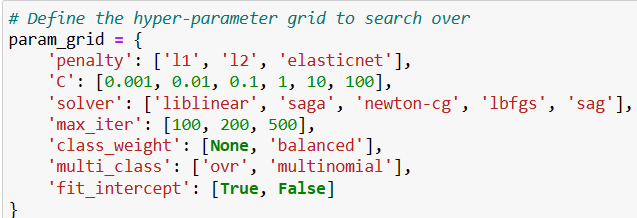 # Define the hyper-parameter grid to search over
param_grid = {
    'penalty': ['l1', 'l2', 'elasticnet'],
    'C': [0.001, 0.01, 0.1, 1, 10, 100],
    'solver': ['liblinear', 'saga', 'newton-cg', 'lbfgs', 'sag'],
    'max_iter': [100, 200, 500],
    'class_weight': [None, 'balanced'],
    'multi_class': ['ovr', 'multinomial'],
    'fit_intercept': [True, False]
}